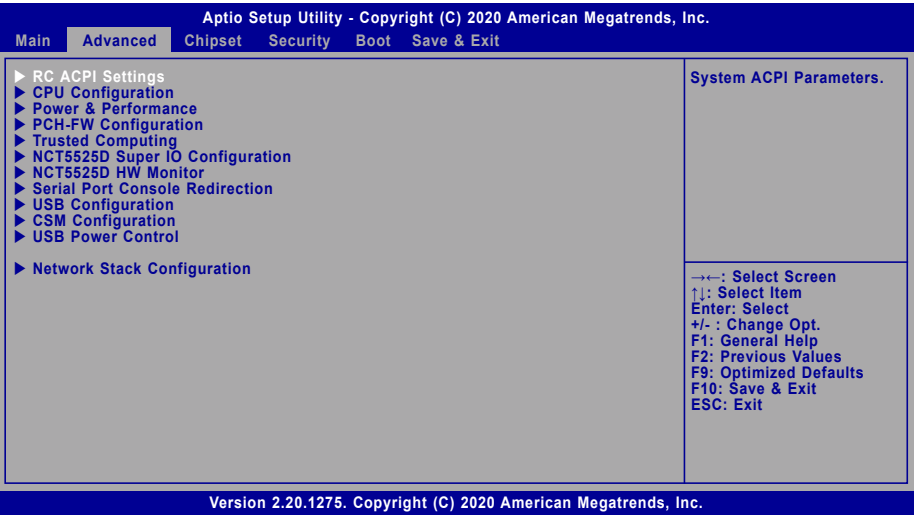 Aptio Setup Utility - Copyright (C) 2020 American Megatrends, Inc.
Main Advanced Chipset Security Boot Save & Exit
▶ RC ACPI Settings
▶ CPU Configuration
▶ Power & Performance
▶ PCH-FW Configuration
▶ Trusted Computing
▶ NCT5525D Super IO Configuration
▶ NCT5525D HW Monitor
▶ Serial Port Console Redirection
▶ USB Configuration
▶ CSM Configuration
▶ USB Power Control
▶ Network Stack Configuration
System ACPI Parameters.
→←: Select Screen
↑↓: Select Item
Enter: Select
+/- : Change Opt.
F1: General Help
F2: Previous Values
F9: Optimized Defaults
F10: Save & Exit
ESC: Exit
Version 2.20.1275. Copyright (C) 2020 American Megatrends, Inc.